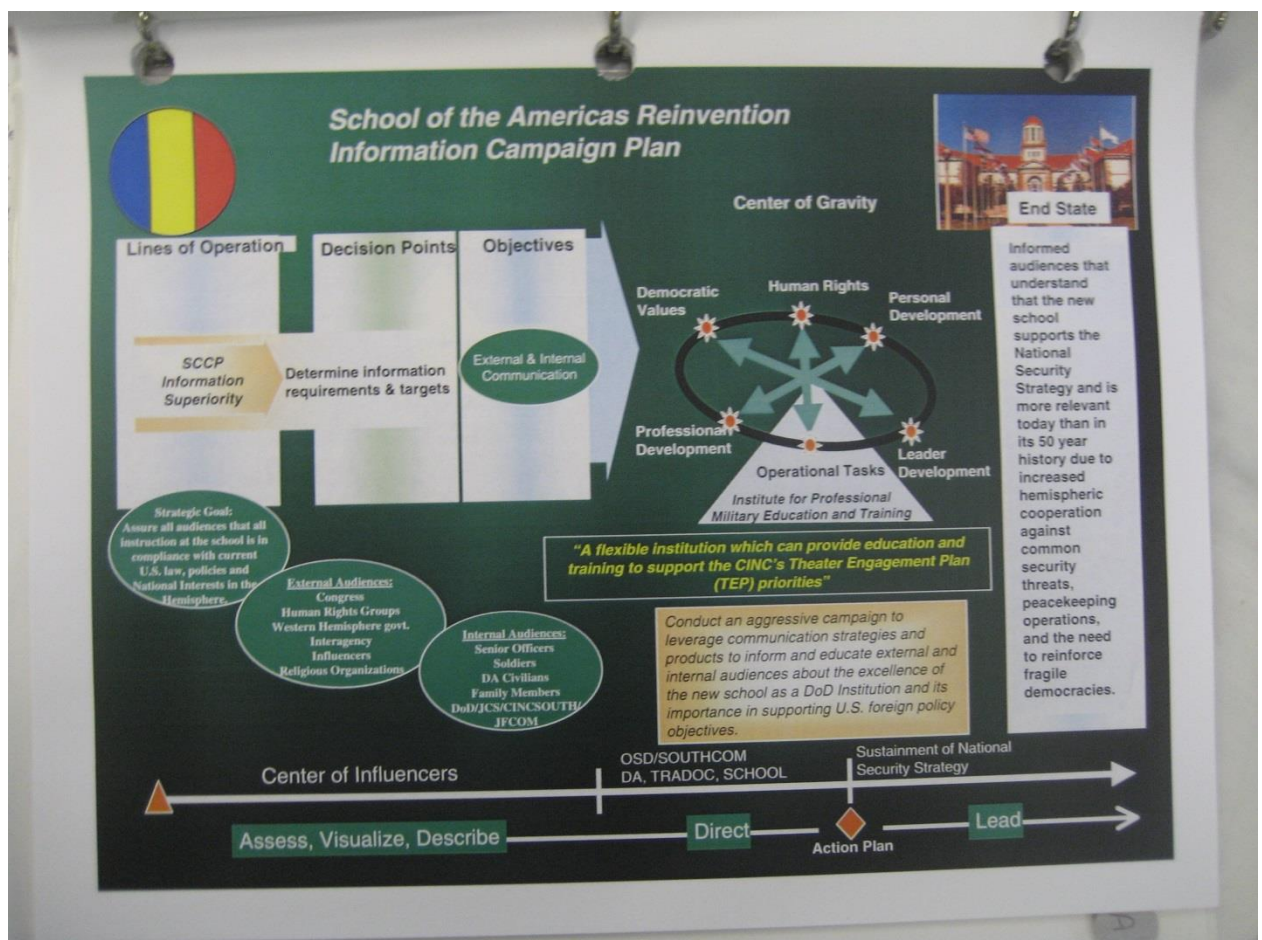 School of the Americas Reinvention
Information Campaign Plan
Center of Gravity
End State
Lines of Operation
Decision Points
Objectives
SCCP
Information
Superiority
Determine information
requirements & targets
External & Internal
Communication
Democratic
Values
Human Rights
Personal
Development
Professional
Development
Leader
Development
Operational Tasks
Institute for Professional
Military Education and Training
Informed
audiences that
understand
that the new
school
supports the
National
Security
Strategy and is
more relevant
today than in
its 50 year
history due to
increased
hemispheric
cooperation
against
common
security
threats,
peacekeeping
operations,
and the need
to reinforce
fragile
democracies.
Strategic Goal:
Assure all audiences that all
instruction at the school is in
compliance with current
U.S. law, policies and
National Interests in the
Hemisphere.
External Audiences:
Congress
Human Rights Groups
Western Hemisphere govt.
Interagency
Influencers
Religious Organizations
Internal Audiences:
Senior Officers
Soldiers
DA Civilians
Family Members
DoD/JCS/CINCSOUTH/
JFCOM
"A flexible institution which can provide education and
training to support the CINC's Theater Engagement Plan
(TEP) priorities"
Conduct an aggressive campaign to
leverage communication strategies and
products to inform and educate external and
internal audiences about the excellence of
the new school as a DoD Institution and its
importance in supporting U.S. foreign policy
objectives.
Center of Influencers
OSD/SOUTHCOM
DA, TRADOC, SCHOOL
Sustainment of National
Security Strategy
Assess, Visualize, Describe
Direct
Action Plan
Lead
A